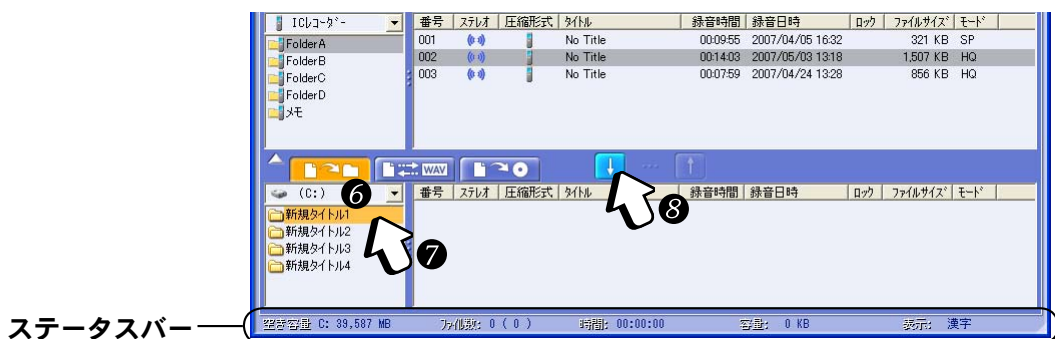 ICレコーダー 番号 ステレオ 圧縮形式 タイトル 録音時間 録音日時 ロック ファイルサイズ モード
FolderA 001 No Title 00:09:55 2007/04/05 16:32 321 KB SP
FolderB 002 No Title 00:14:03 2007/05/03 13:18 1,507 KB HQ
FolderC 003 No Title 00:07:59 2007/04/24 13:28 856 KB HQ
FolderD
メモ
WAV
(C:) 6 番号 ステレオ 圧縮形式 タイトル 8 録音時間 録音日時 ロック ファイルサイズ モード
新規タイトル1
新規タイトル2 7
新規タイトル3
新規タイトル4
ステータスバー 空き容量 C: 39,587 MB ファイル数: 0 ( 0 ) 時間: 00:00:00 容量: 0 KB 表示: 漢字